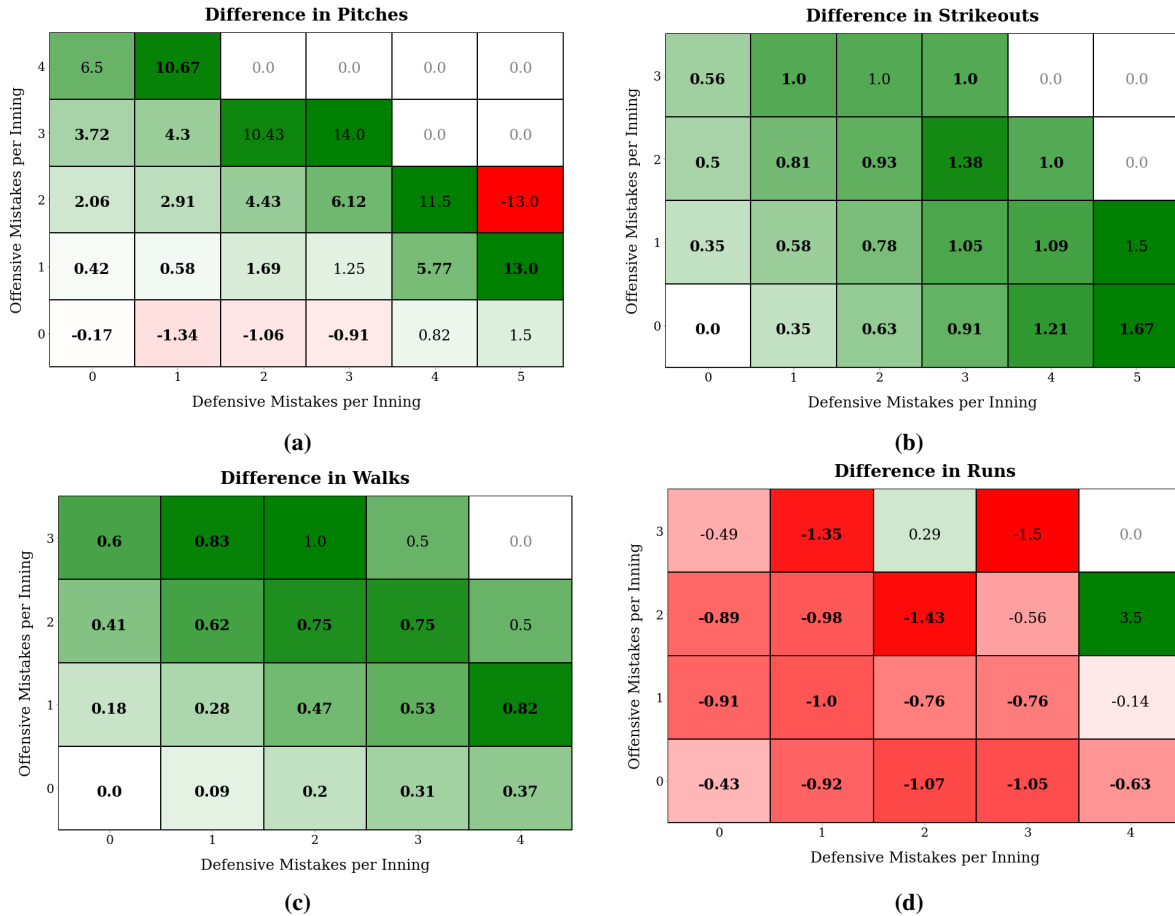 Difference in Pitches
Offensive Mistakes per Inning
4 6.5 10.67 0.0 0.0 0.0 0.0
3 3.72 4.3 10.43 14.0 0.0 0.0
2 2.06 2.91 4.43 6.12 11.5 -13.0
1 0.42 0.58 1.69 1.25 5.77 13.0
0 -0.17 -1.34 -1.06 -0.91 0.82 1.5
0 1 2 3 4 5
Defensive Mistakes per Inning
(a)
Difference in Strikeouts
Offensive Mistakes per Inning
3 0.56 1.0 1.0 1.0 0.0 0.0
2 0.5 0.81 0.93 1.38 1.0 0.0
1 0.35 0.58 0.78 1.05 1.09 1.5
0 0.0 0.35 0.63 0.91 1.21 1.67
0 1 2 3 4 5
Defensive Mistakes per Inning
(b)
Difference in Walks
Offensive Mistakes per Inning
3 0.6 0.83 1.0 0.5 0.0
2 0.41 0.62 0.75 0.75 0.5
1 0.18 0.28 0.47 0.53 0.82
0 0.0 0.09 0.2 0.31 0.37
0 1 2 3 4
Defensive Mistakes per Inning
(c)
Difference in Runs
Offensive Mistakes per Inning
3 -0.49 -1.35 0.29 -1.5 0.0
2 -0.89 -0.98 -1.43 -0.56 3.5
1 -0.91 -1.0 -0.76 -0.76 -0.14
0 -0.43 -0.92 -1.07 -1.05 -0.63
0 1 2 3 4
Defensive Mistakes per Inning
(d)